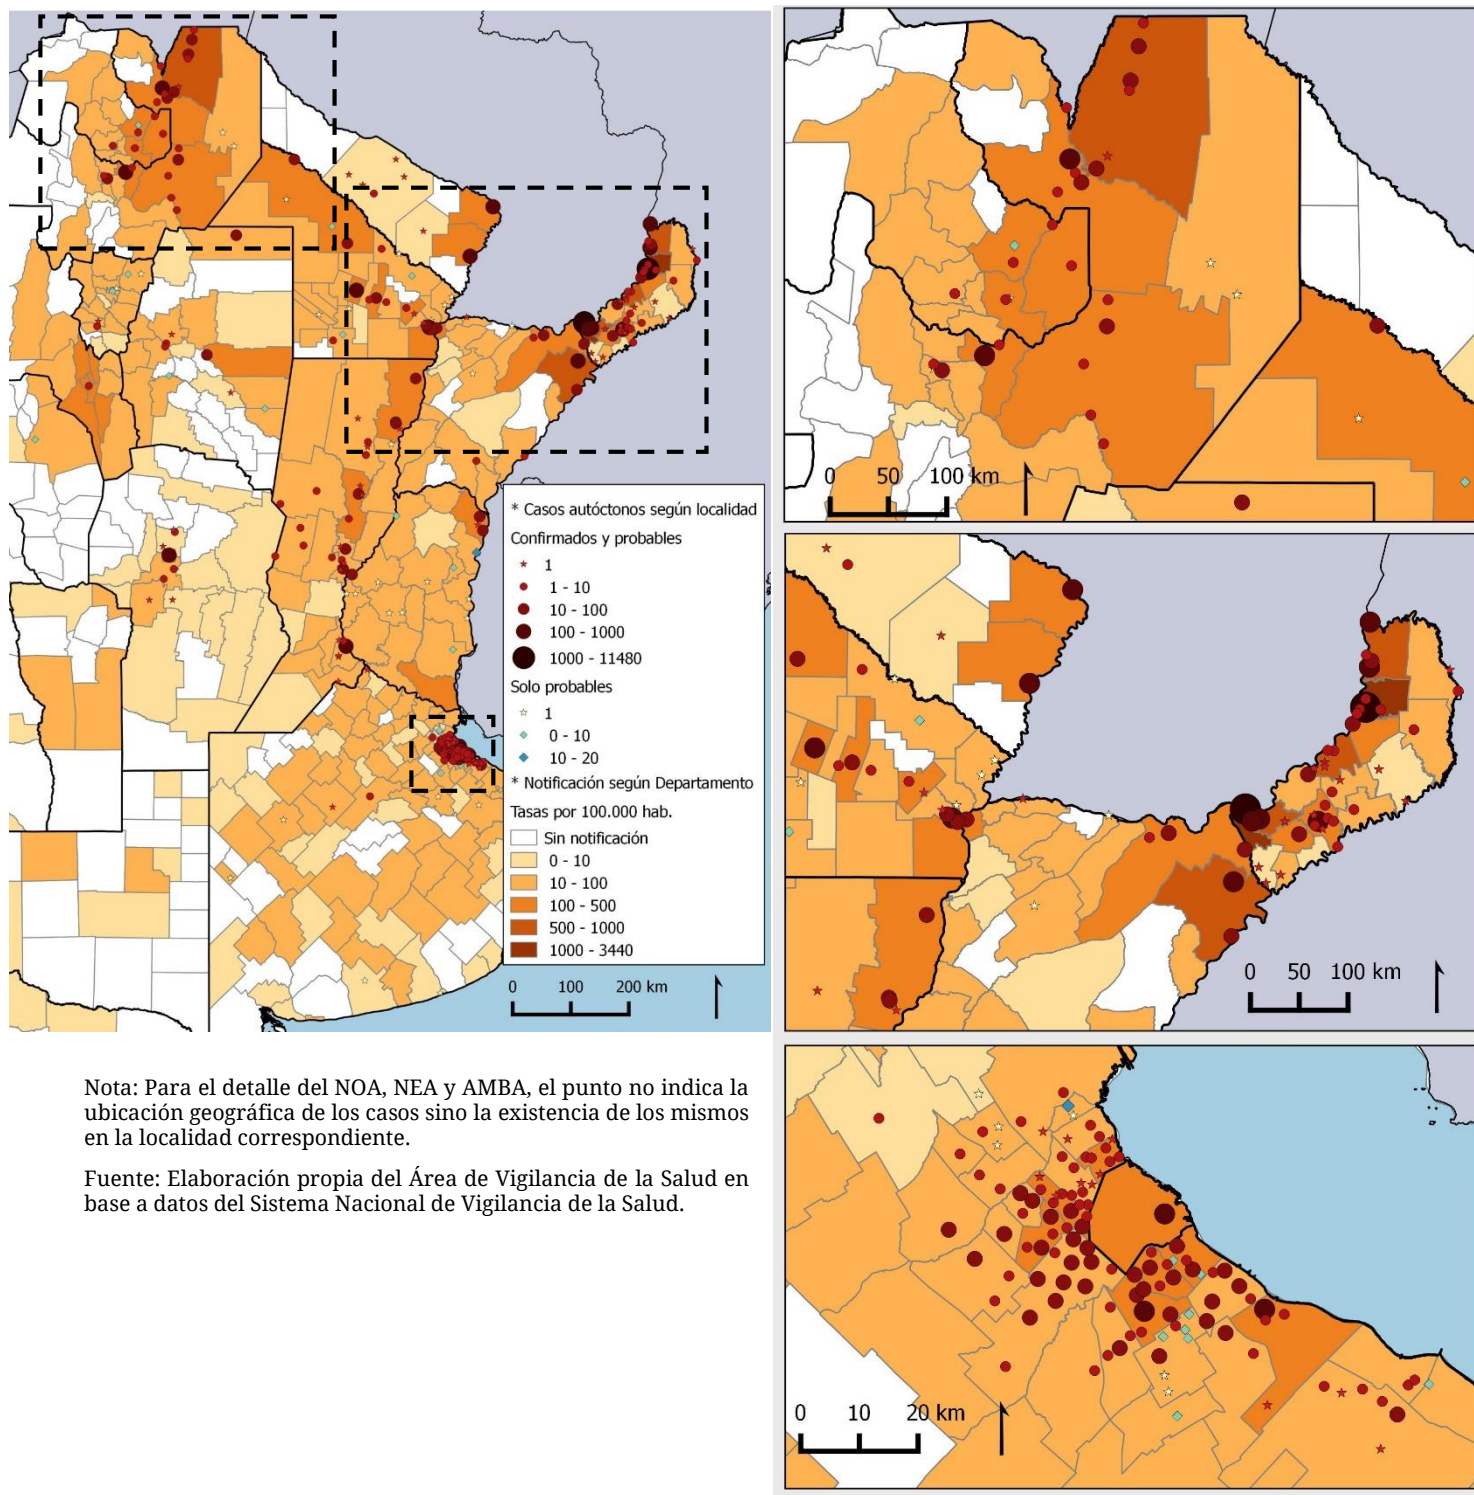 * Casos autóctonos según localidad
Confirmados y probables
1
1 - 10
10 - 100
100 - 1000
1000 - 11480
Solo probables
1
0 - 10
10 - 20
* Notificación según Departamento
Tasas por 100.000 hab.
Sin notificación
0 - 10
10 - 100
100 - 500
500 - 1000
1000 - 3440
0 100 200 km
0 50 100 km
0 50 100 km
0 10 20 km
Nota: Para el detalle del NOA, NEA y AMBA, el punto no indica la
ubicación geográfica de los casos sino la existencia de los mismos
en la localidad correspondiente.
Fuente: Elaboración propia del Área de Vigilancia de la Salud en
base a datos del Sistema Nacional de Vigilancia de la Salud.